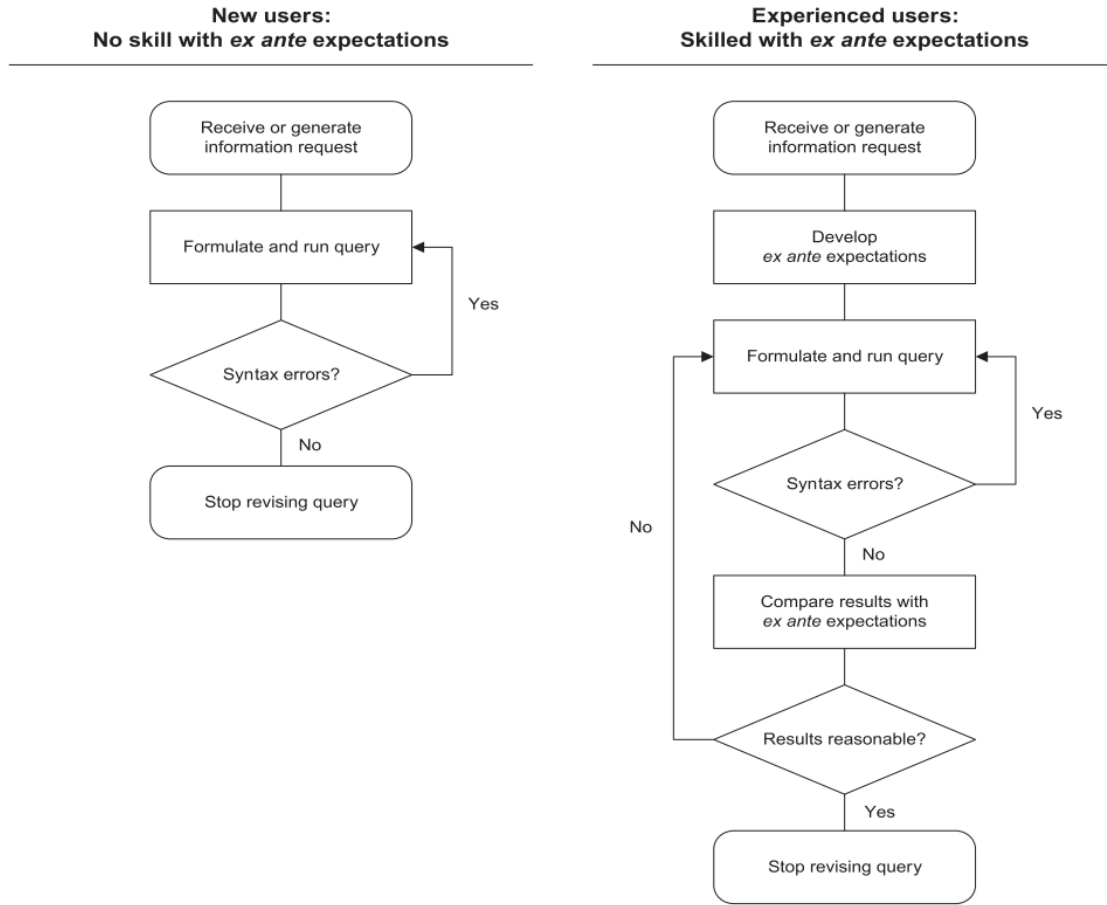 New users:
No skill with ex ante expectations
Receive or generate
information request
Formulate and run query
Yes
Syntax errors?
No
Stop revising query
Experienced users:
Skilled with ex ante expectations
Receive or generate
information request
Develop
ex ante expectations
Formulate and run query
Yes
Syntax errors?
No
No
Compare results with
ex ante expectations
Results reasonable?
Yes
Stop revising query